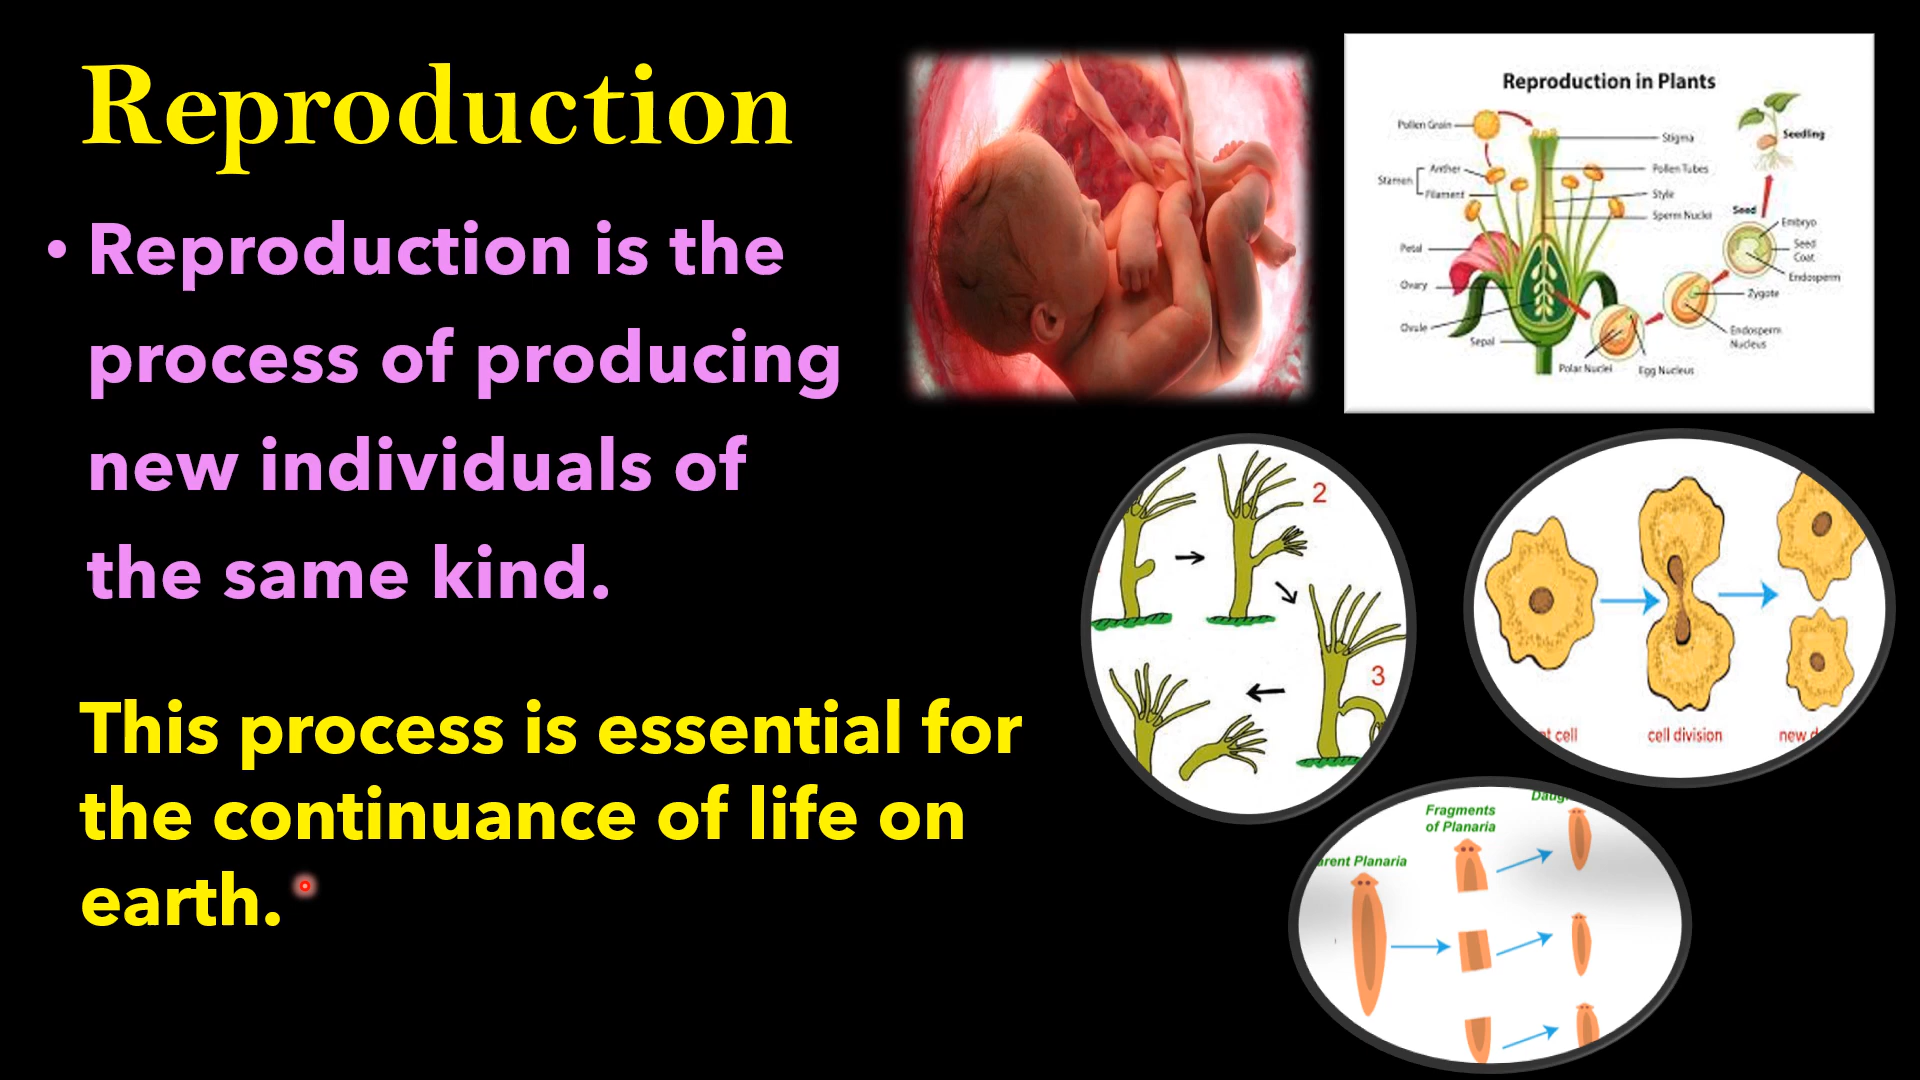 Reproduction
• Reproduction is the
process of producing
new individuals of
the same kind.
This process is essential for
the continuance of life on
earth.
Reproduction in Plants
Pollen Grain
Stigma
Seedling
Anther
Pollen Tubes
Stamen
Filament
Style
Sperm Nuclei
Seed
Embryo
Petal
Seed
Coat
Ovary
Endosperm
Zygote
Ovule
Endosperm
Nucleus
Sepal
Polar Nuclei
Egg Nucleus
2
3
cell
cell division
new
Fragments
of Planaria
Planaria